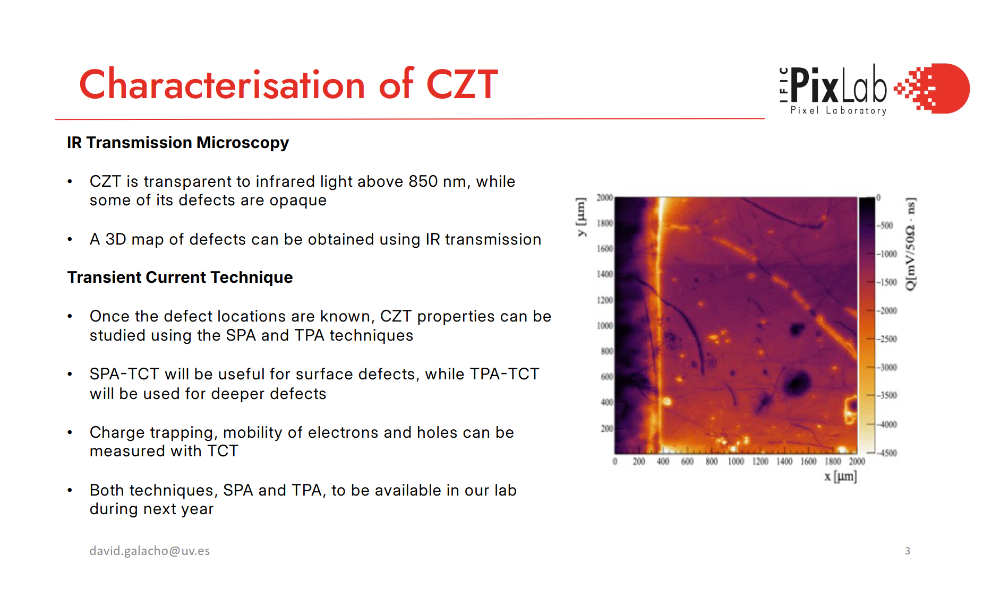 Characterisation of CZT
IFIC
PixLab
Pixel Laboratory
IR Transmission Microscopy
• CZT is transparent to infrared light above 850 nm, while
some of its defects are opaque
• A 3D map of defects can be obtained using IR transmission
Transient Current Technique
• Once the defect locations are known, CZT properties can be
studied using the SPA and TPA techniques
• SPA-TCT will be useful for surface defects, while TPA-TCT
will be used for deeper defects
• Charge trapping, mobility of electrons and holes can be
measured with TCT
• Both techniques, SPA and TPA, to be available in our lab
during next year
y [μm]
2000
1800
1600
1400
1200
1000
800
600
400
200
0 200 400 600 800 1000 1200 1400 1600 1800 2000
x [μm]
0
−500
−1000
−1500
−2000
−2500
−3000
−3500
−4000
−4500
Q[mV/50Ω · ns]
david.galacho@uv.es
3